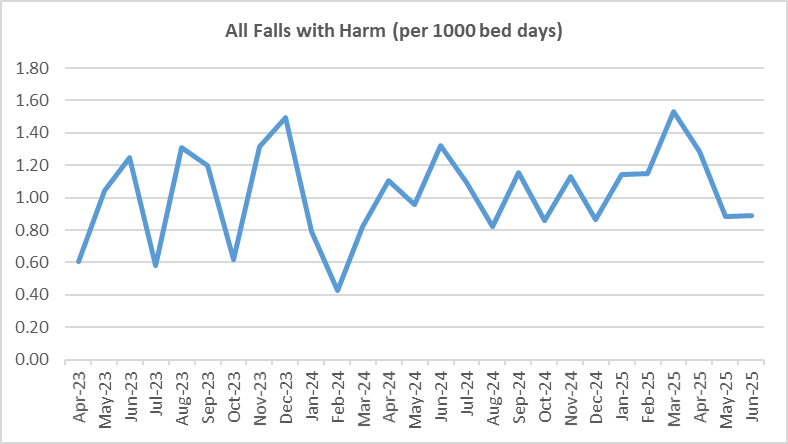 All Falls with Harm (per 1000 bed days)
1.80
1.60
1.40
1.20
1.00
0.80
0.60
0.40
0.20
0.00
Apr-23
May-23
Jun-23
Jul-23
Aug-23
Sep-23
Oct-23
Nov-23
Dec-23
Jan-24
Feb-24
Mar-24
Apr-24
May-24
Jun-24
Jul-24
Aug-24
Sep-24
Oct-24
Nov-24
Dec-24
Jan-25
Feb-25
Mar-25
Apr-25
May-25
Jun-25